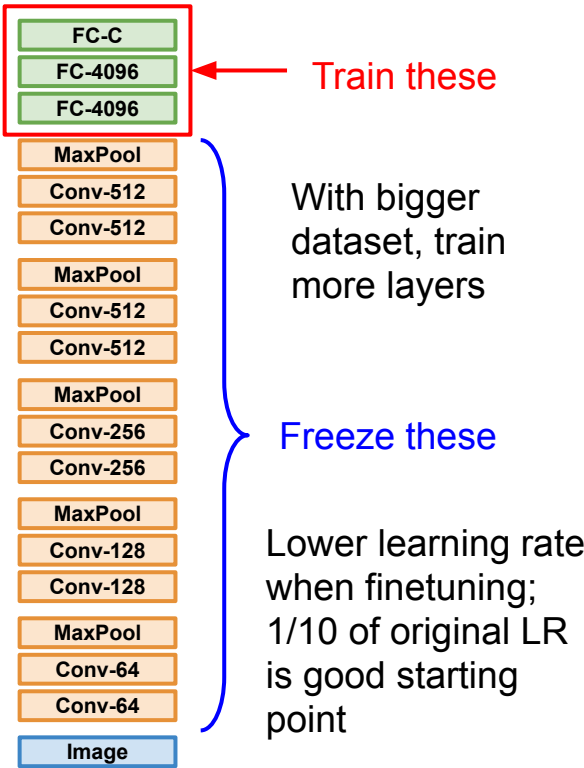 FC-C
FC-4096
FC-4096
Train these
MaxPool
Conv-512
Conv-512
With bigger
dataset, train
more layers
MaxPool
Conv-512
Conv-512
MaxPool
Conv-256
Conv-256
Freeze these
MaxPool
Conv-128
Conv-128
MaxPool
Conv-64
Conv-64
Lower learning rate
when finetuning;
1/10 of original LR
is good starting
point
Image